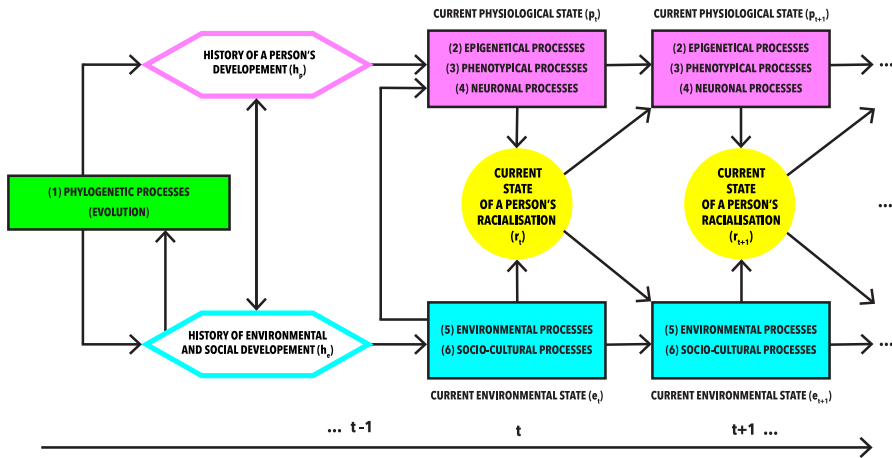 CURRENT PHYSIOLOGICAL STATE (pt)
CURRENT PHYSIOLOGICAL STATE (pt+1)
HISTORY OF A PERSON'S
DEVELOPEMENT (hp)
(2) EPIGENETICAL PROCESSES
(3) PHENOTYPICAL PROCESSES
(4) NEURONAL PROCESSES
(2) EPIGENETICAL PROCESSES
(3) PHENOTYPICAL PROCESSES
(4) NEURONAL PROCESSES
...
(1) PHYLOGENETIC PROCESSES
(EVOLUTION)
CURRENT
STATE
OF A PERSON'S
RACIALISATION
(rt)
CURRENT
STATE
OF A PERSON'S
RACIALISATION
(rt+1)
...
HISTORY OF ENVIRONMENTAL
AND SOCIAL DEVELOPEMENT (he)
(5) ENVIRONMENTAL PROCESSES
(6) SOCIO-CULTURAL PROCESSES
(5) ENVIRONMENTAL PROCESSES
(6) SOCIO-CULTURAL PROCESSES
...
CURRENT ENVIRONMENTAL STATE (et)
CURRENT ENVIRONMENTAL STATE (et+1)
... t-1
t
t+1 ...